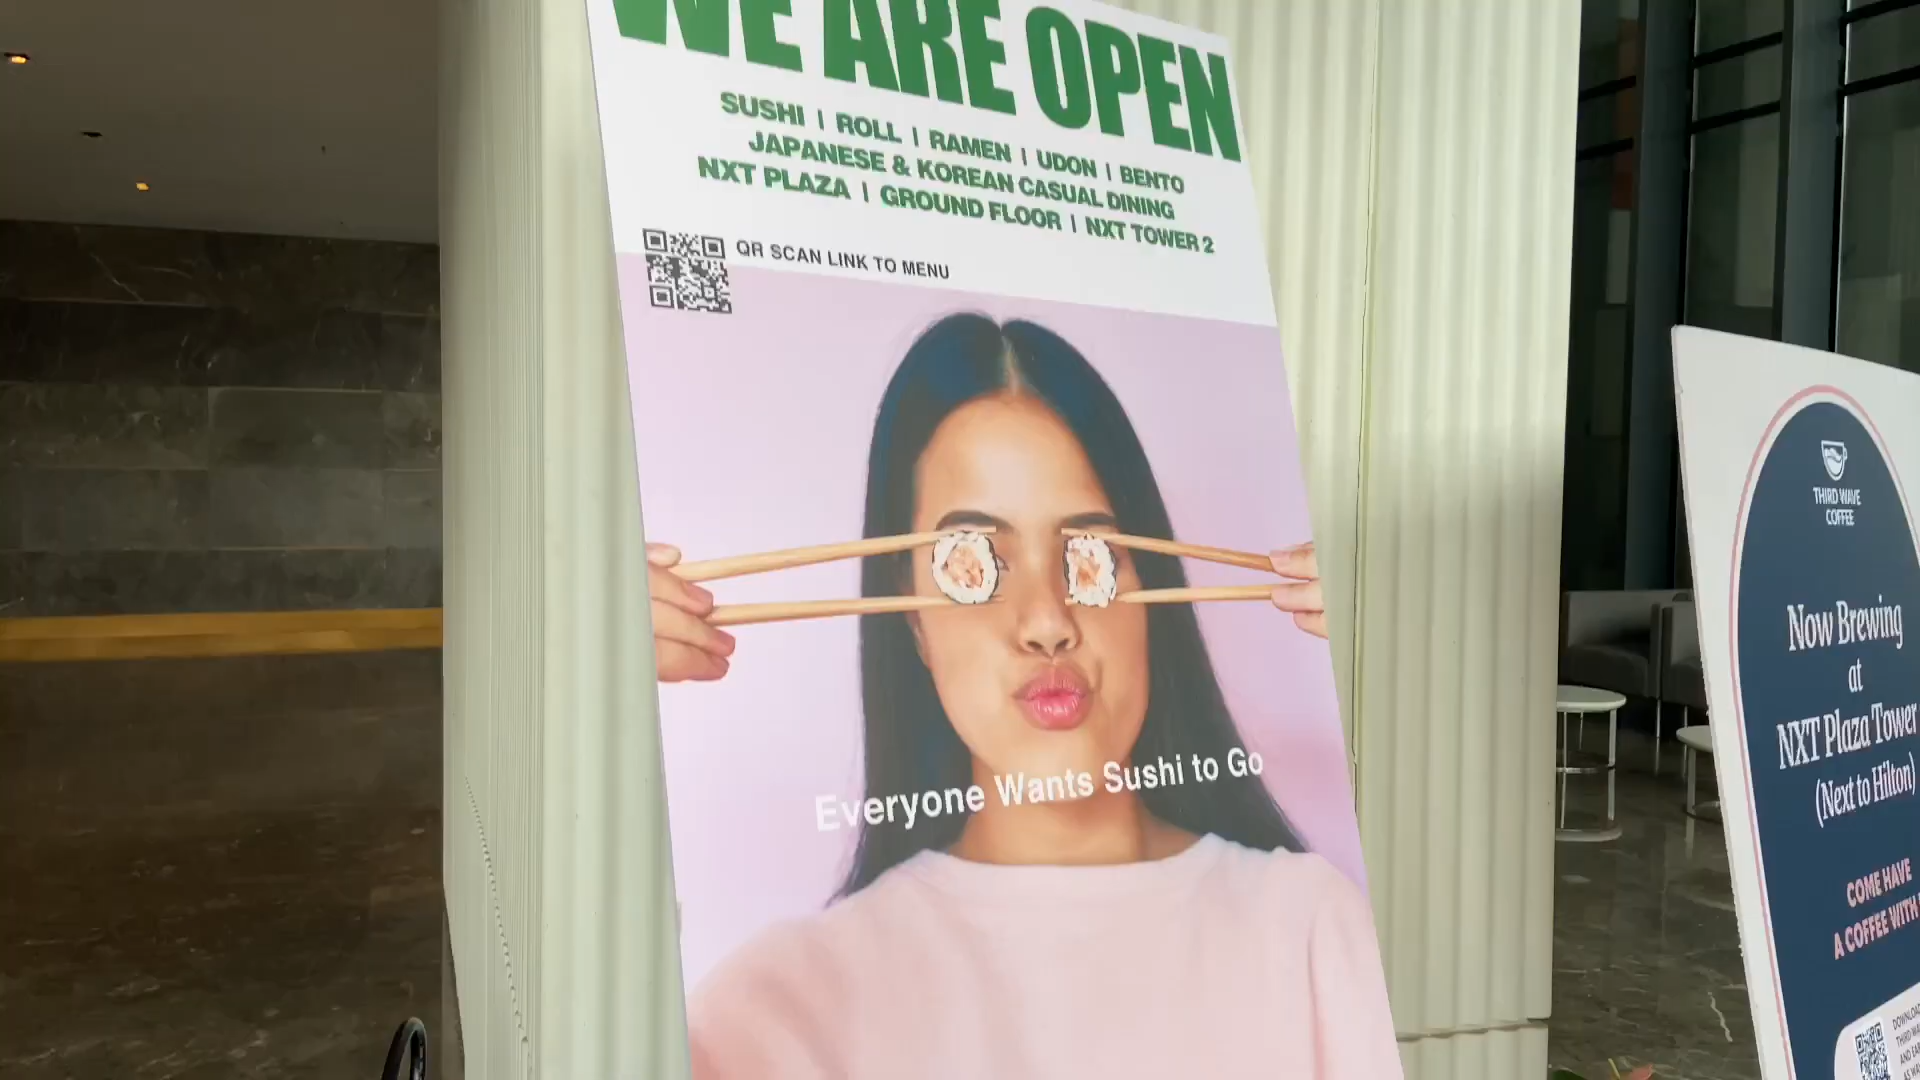 WE ARE OPEN
SUSHI | ROLL | RAMEN | UDON | BENTO
JAPANESE & KOREAN CASUAL DINING
NXT PLAZA | GROUND FLOOR | NXT TOWER 2
QR SCAN LINK TO MENU
Everyone Wants Sushi to Go
THIRD WAVE
COFFEE
Now Brewing
at
NXT Plaza Tower
(Next to Hilton)
COME HAVE
A COFFEE WITH